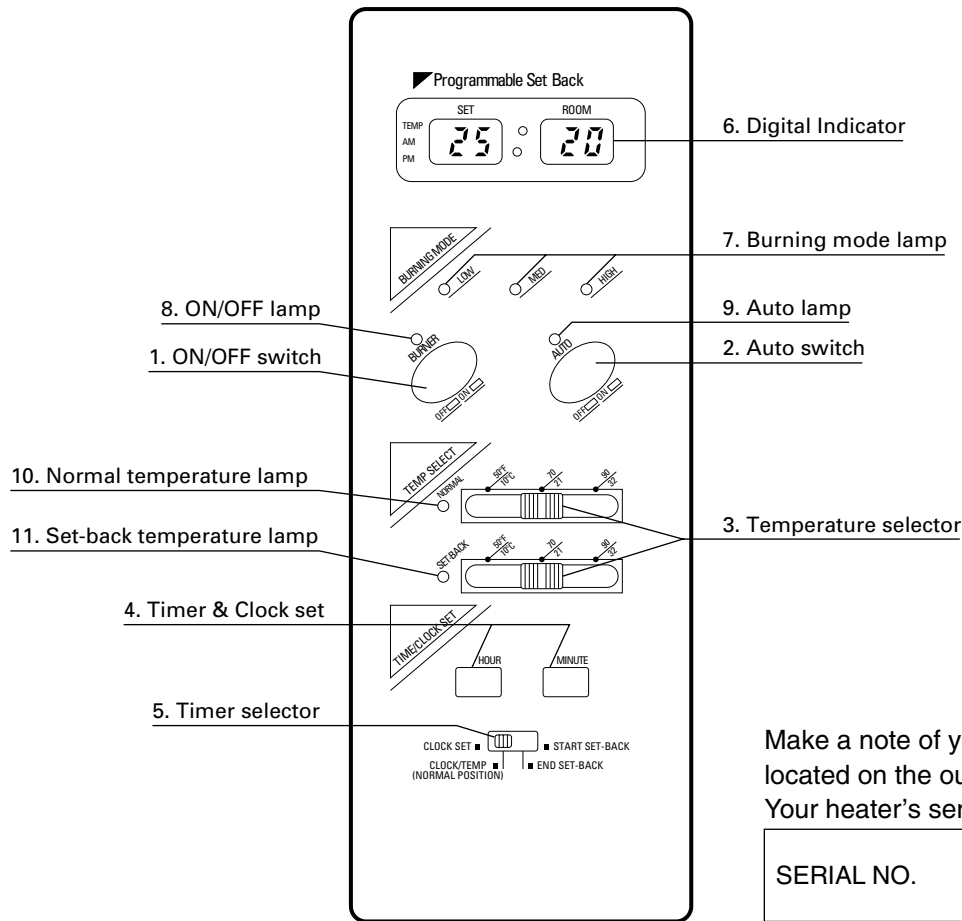 Programmable Set Back
SET ROOM
TEMP
AM
PM
25 20
6. Digital Indicator
BURNING MODE
LOW MED HIGH
7. Burning mode lamp
8. ON/OFF lamp
9. Auto lamp
1. ON/OFF switch
2. Auto switch
BURNER
OFF ON
AUTO
OFF ON
TEMP SELECT
10. Normal temperature lamp
NORMAL
50°F 70 90
10°C 21 32
11. Set-back temperature lamp
3. Temperature selector
SET-BACK
50°F 70 90
10°C 21 32
4. Timer & Clock set
TIME/CLOCK SET
HOUR MINUTE
5. Timer selector
CLOCK SET ■ ■ START SET-BACK
CLOCK/TEMP ■ ■ END SET-BACK
(NORMAL POSITION)
Make a note of
located on the
Your heater's
SERIAL NO.